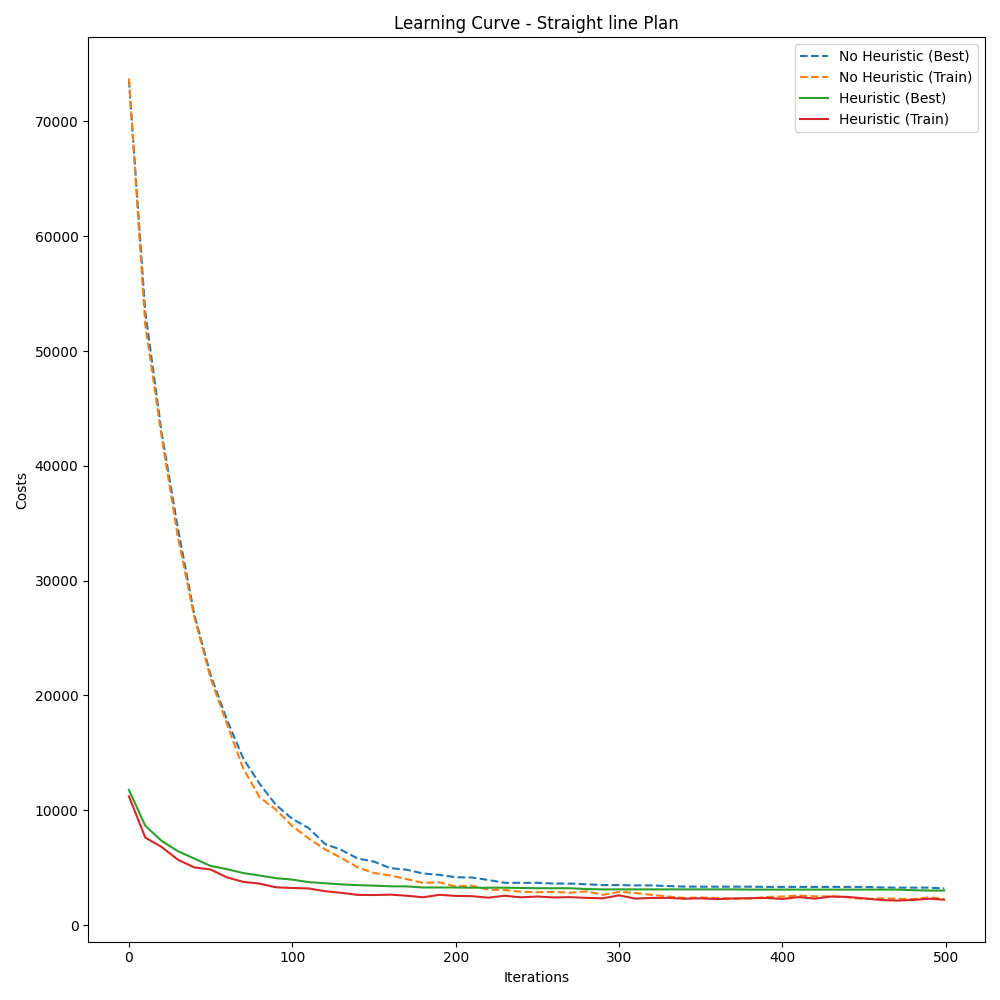 Learning Curve - Straight line Plan
No Heuristic (Best)
No Heuristic (Train)
Heuristic (Best)
Heuristic (Train)
70000
60000
50000
40000
30000
20000
10000
0
Costs
0 100 200 300 400 500
Iterations